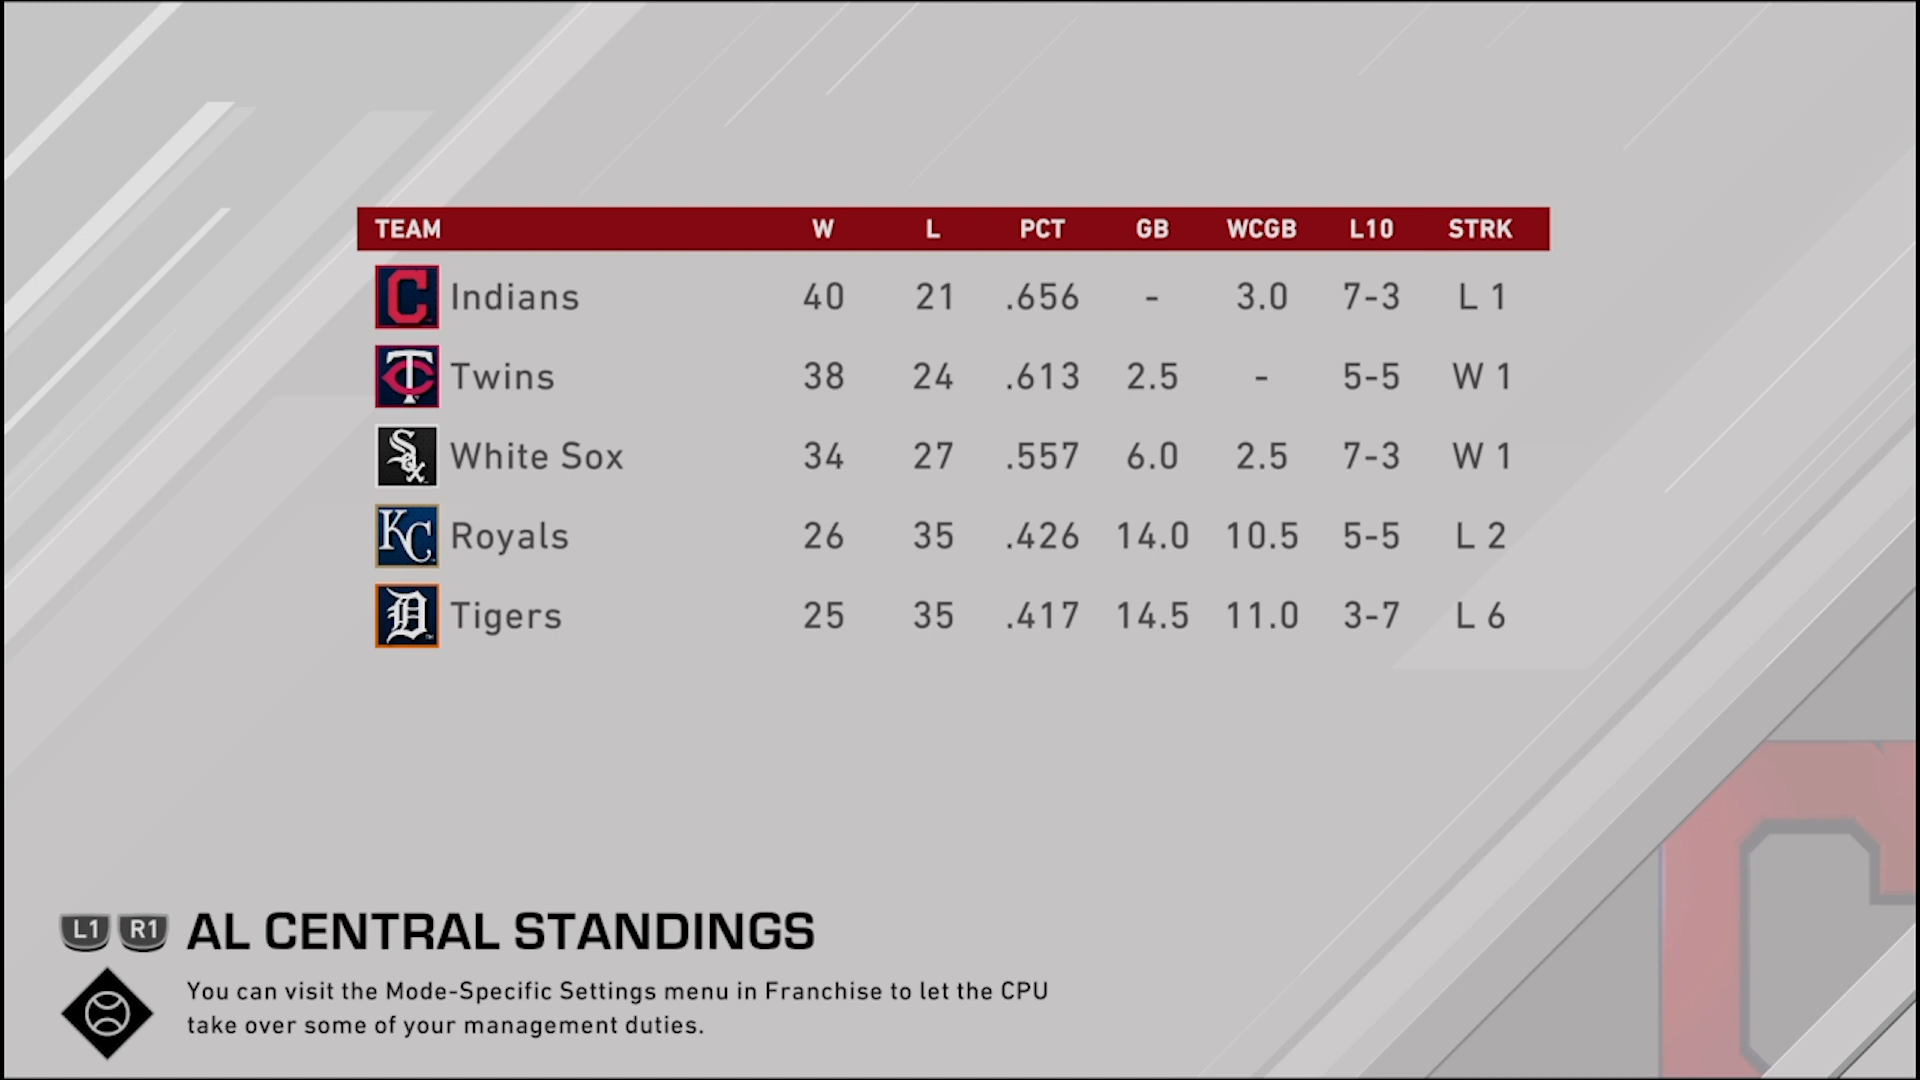 TEAM W L PCT GB WCGB L10 STRK
Indians 40 21 .656 - 3.0 7-3 L 1
Twins 38 24 .613 2.5 - 5-5 W 1
White Sox 34 27 .557 6.0 2.5 7-3 W 1
Royals 26 35 .426 14.0 10.5 5-5 L 2
Tigers 25 35 .417 14.5 11.0 3-7 L 6
L1 R1 AL CENTRAL STANDINGS
You can visit the Mode-Specific Settings menu in Franchise to let the CPU
take over some of your management duties.